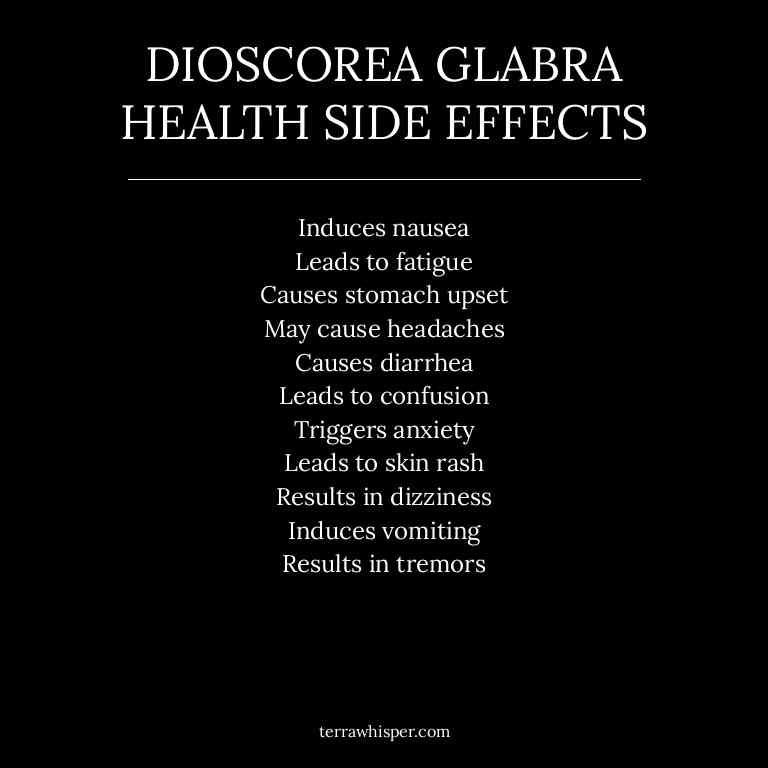 DIOSCOREA GLABRA
HEALTH SIDE EFFECTS
Induces nausea
Leads to fatigue
Causes stomach upset
May cause headaches
Causes diarrhea
Leads to confusion
Triggers anxiety
Leads to skin rash
Results in dizziness
Induces vomiting
Results in tremors
terrawhisper.com